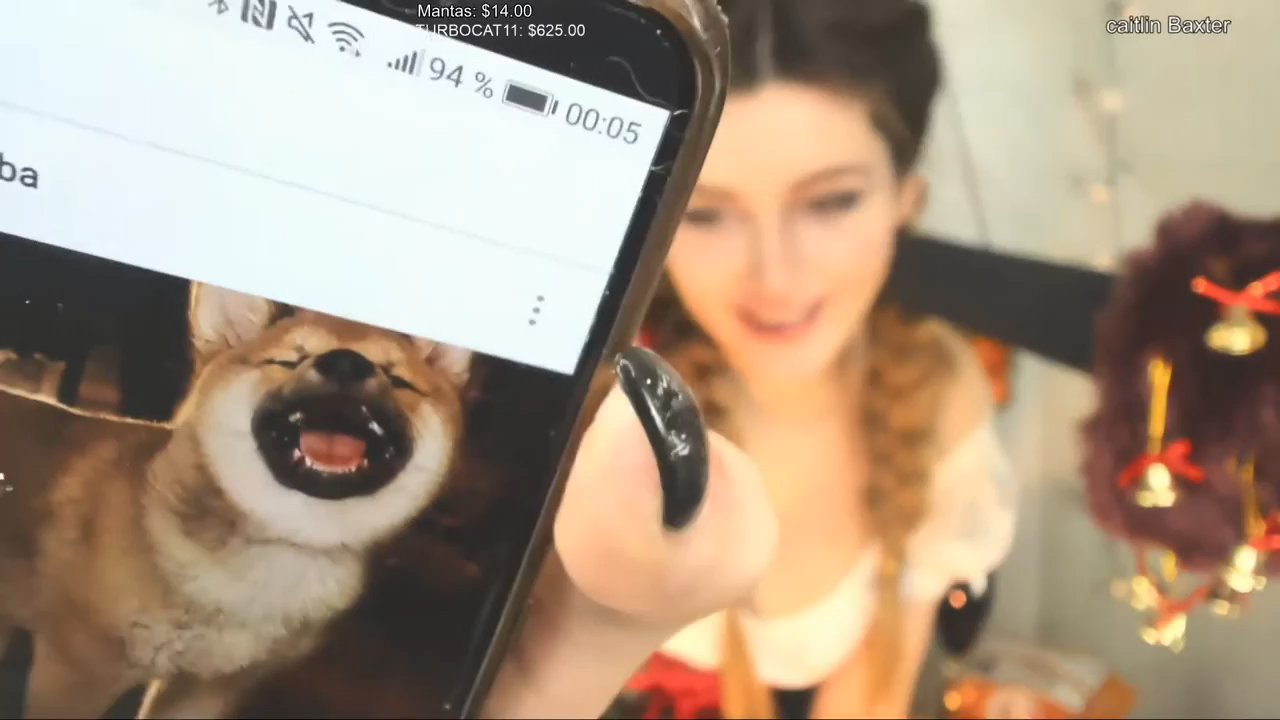 Mantas: $14.00
TURBOCAT11: $625.00
caitlin Baxter
94 %
00:05
ba